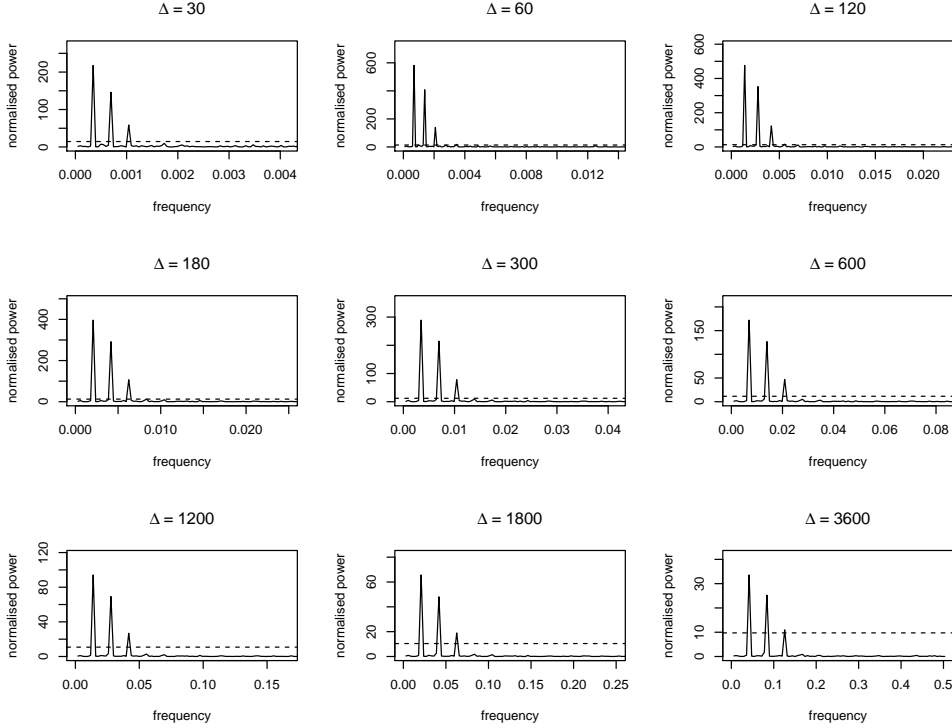 Δ = 30
normalised power
0 100 200
0.000 0.001 0.002 0.003 0.004
frequency
Δ = 60
normalised power
0 200 600
0.000 0.004 0.008 0.012
frequency
Δ = 120
normalised power
0 200 400 600
0.000 0.005 0.010 0.015 0.020
frequency
Δ = 180
normalised power
0 200 400
0.000 0.010 0.020
frequency
Δ = 300
normalised power
0 100 300
0.00 0.01 0.02 0.03 0.04
frequency
Δ = 600
normalised power
0 50 150
0.00 0.02 0.04 0.06 0.08
frequency
Δ = 1200
normalised power
0 40 80 120
0.00 0.05 0.10 0.15
frequency
Δ = 1800
normalised power
0 20 60
0.00 0.05 0.10 0.15 0.20 0.25
frequency
Δ = 3600
normalised power
0 10 30
0.0 0.1 0.2 0.3 0.4 0.5
frequency